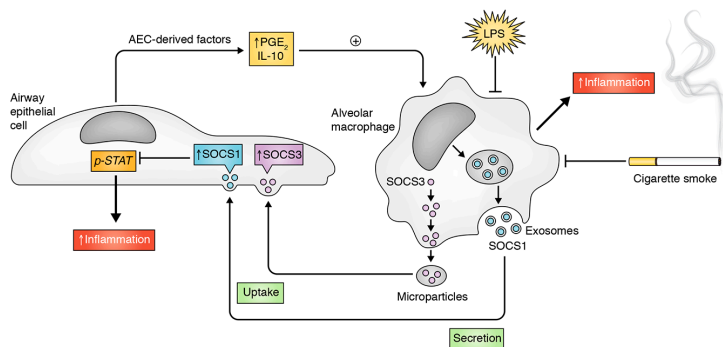 AEC-derived factors
↑PGE₂
IL-10
⊕
LPS
↑Inflammation
Airway
epithelial
cell
Alveolar
macrophage
p-STAT
↑SOCS1
↑SOCS3
SOCS3
Cigarette smoke
Exosomes
SOCS1
↑Inflammation
Uptake
Microparticles
Secretion